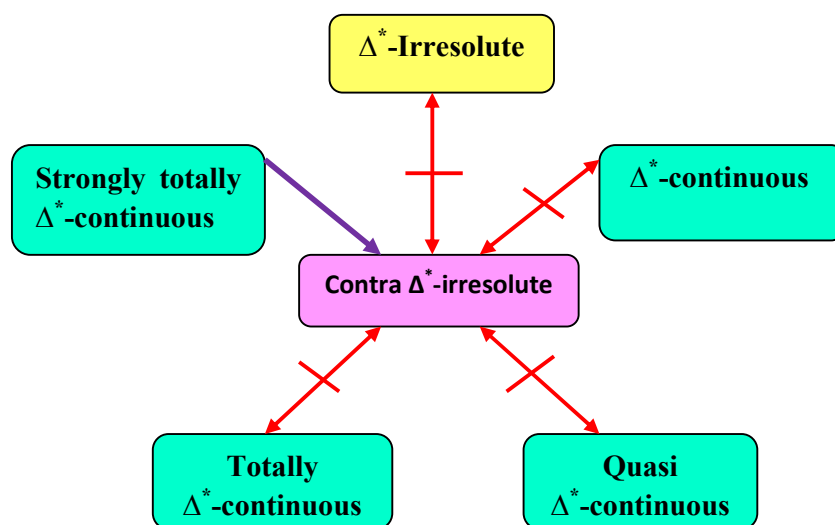 Δ*-Irresolute
Strongly totally
Δ*-continuous
Δ*-continuous
Contra Δ*-irresolute
Totally
Δ*-continuous
Quasi
Δ*-continuous